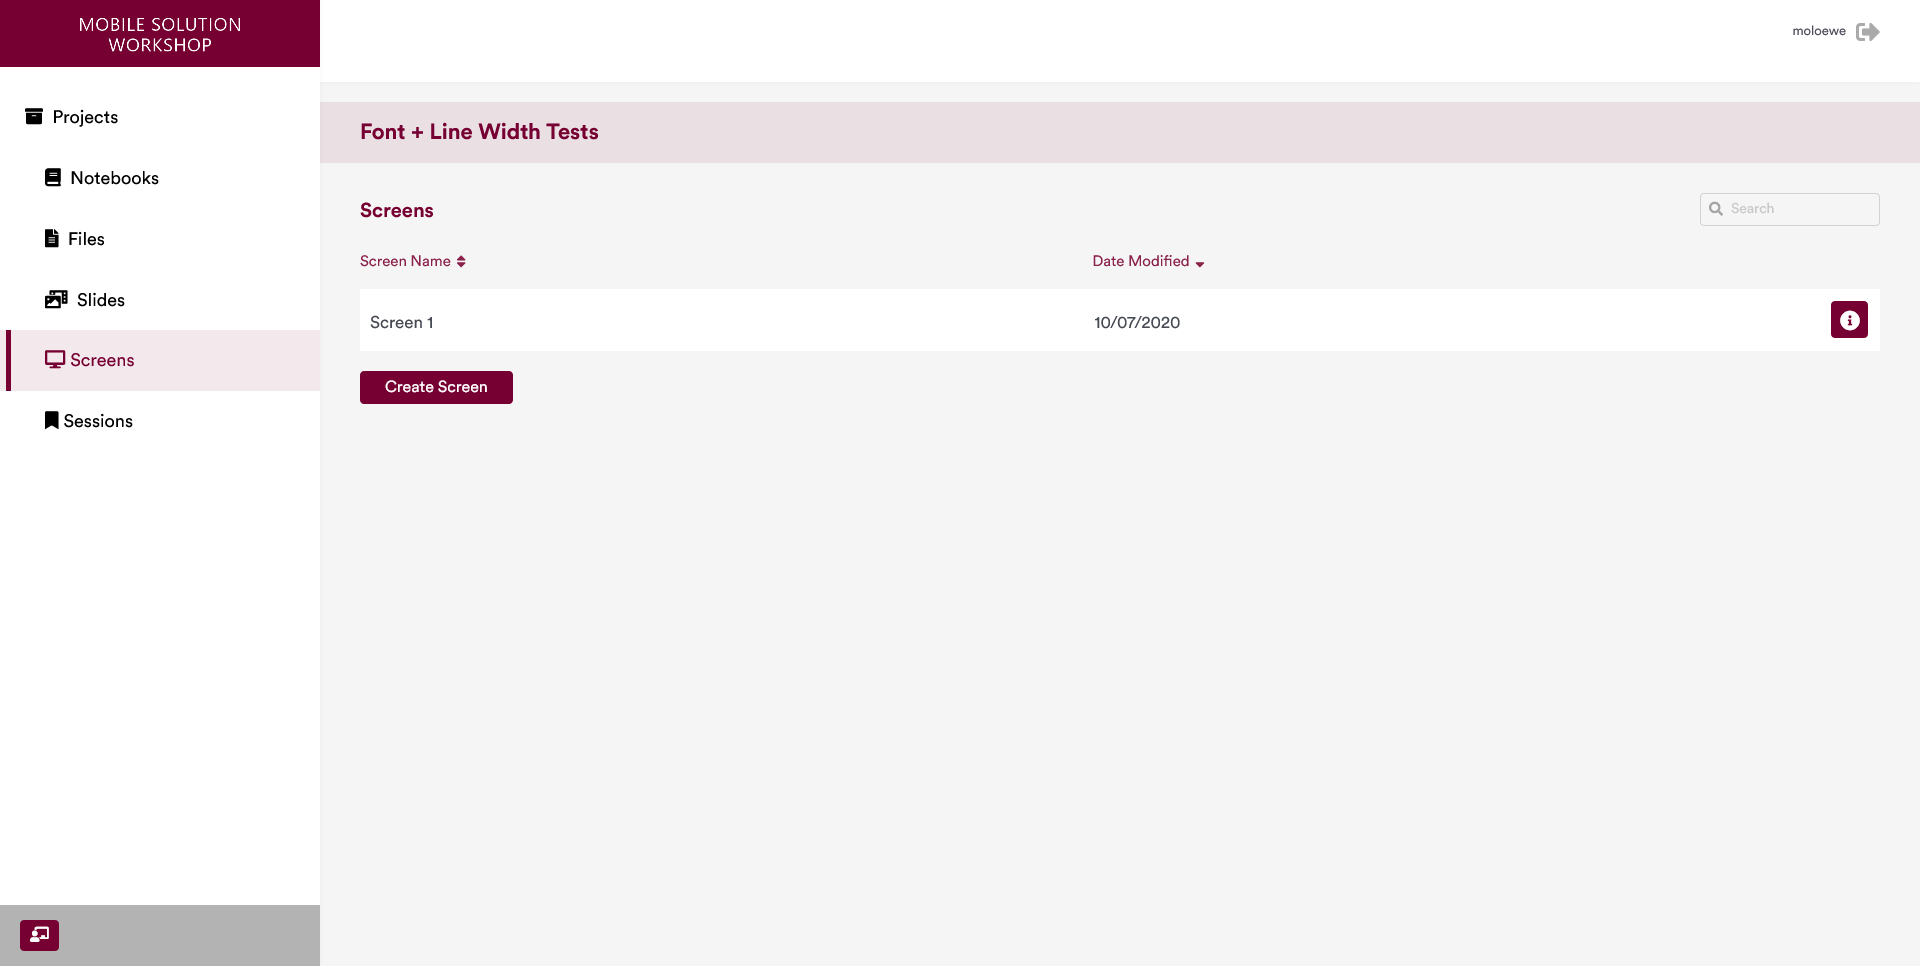 MOBILE SOLUTION
WORKSHOP
moloewe
Projects
Notebooks
Files
Slides
Screens
Sessions
Font + Line Width Tests
Screens
Search
Screen Name
Date Modified
Screen 1
10/07/2020
Create Screen